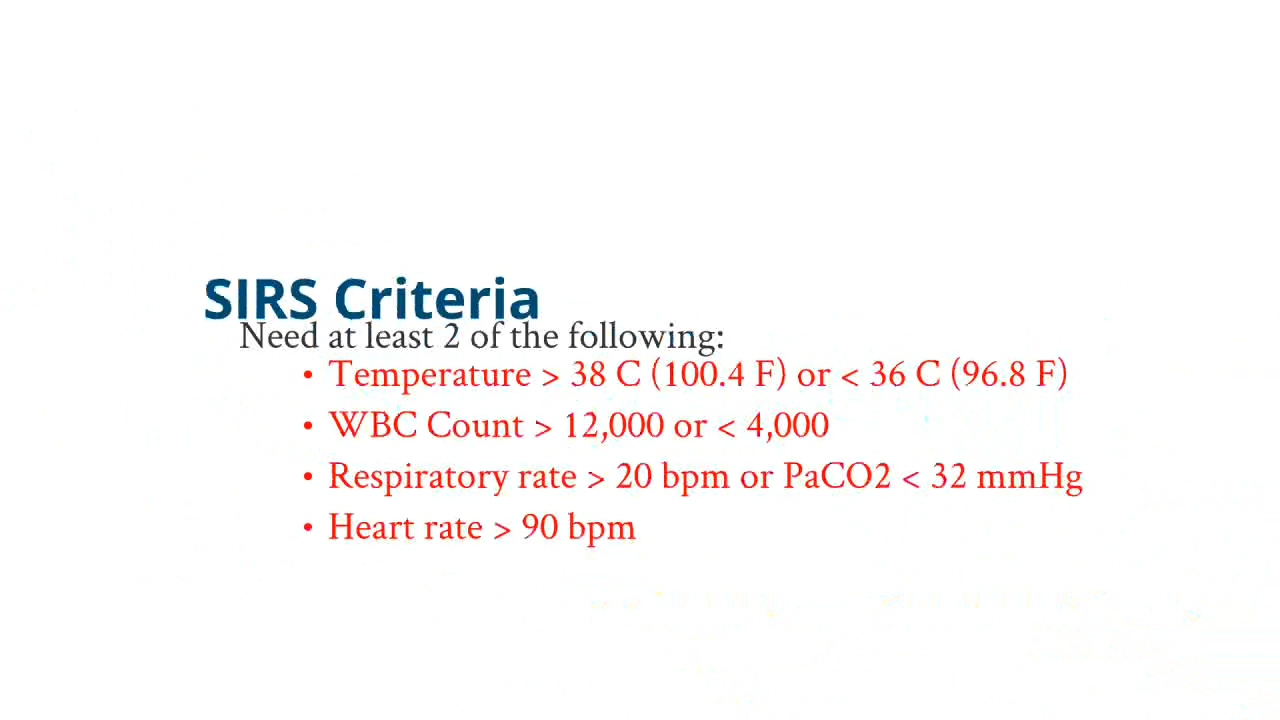 SIRS Criteria
Need at least 2 of the following:
• Temperature > 38 C (100.4 F) or < 36 C (96.8 F)
• WBC Count > 12,000 or < 4,000
• Respiratory rate > 20 bpm or PaCO2 < 32 mmHg
• Heart rate > 90 bpm